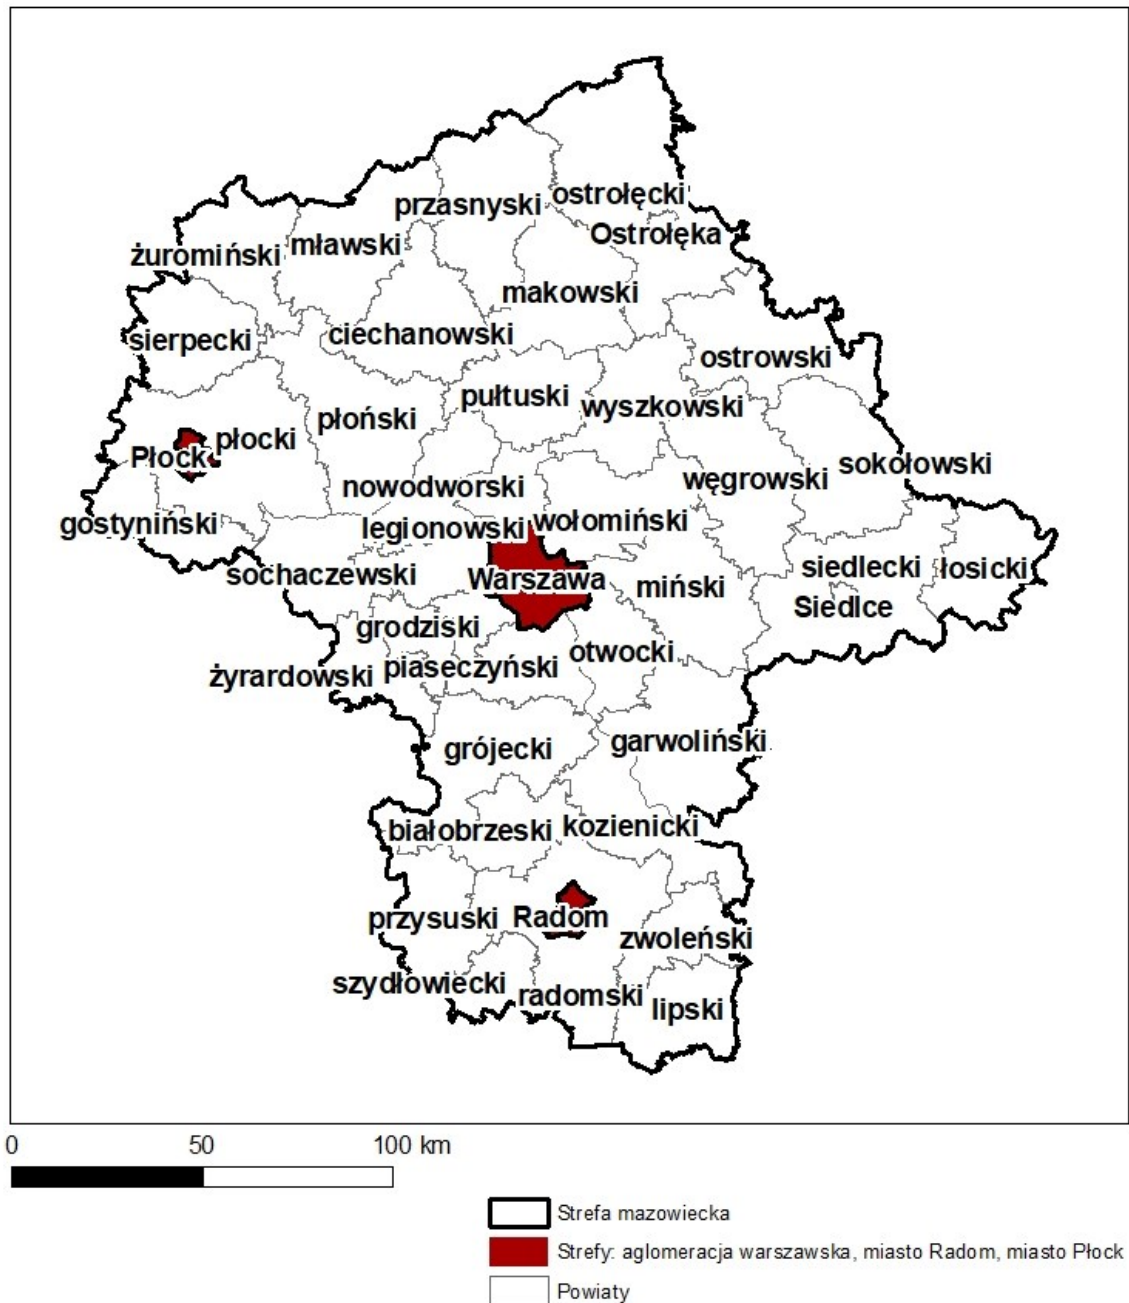 ostrołęcki
przasnyski
Ostrołęka
mławski
żuromiński
makowski
ciechanowski
sierpecki
ostrowski
pułtuski
wyszkowski
płoński
płocki
Płock
sokołowski
węgrowski
nowodworski
wołomiński
gostyniński
legionowski
siedlecki
łosicki
sochaczewski
Warszawa
miński
Siedlce
grodziski
otwocki
piaseczyński
żyrardowski
garwoliński
grójecki
białobrzeski
kozienicki
przysuski
Radom
zwoleński
szydłowiecki
radomski
lipski
0 50 100 km
Strefa mazowiecka
Strefy: aglomeracja warszawska, miasto Radom, miasto Płock
Powiaty